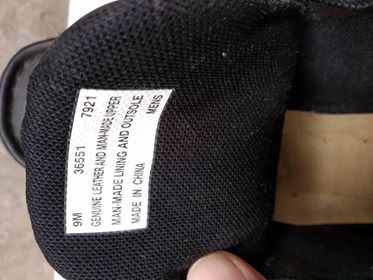 9M 36551 7921
GENUINE LEATHER AND MAN-MADE UPPER
MAN-MADE LINING AND OUTSOLE
MADE IN CHINA MENS